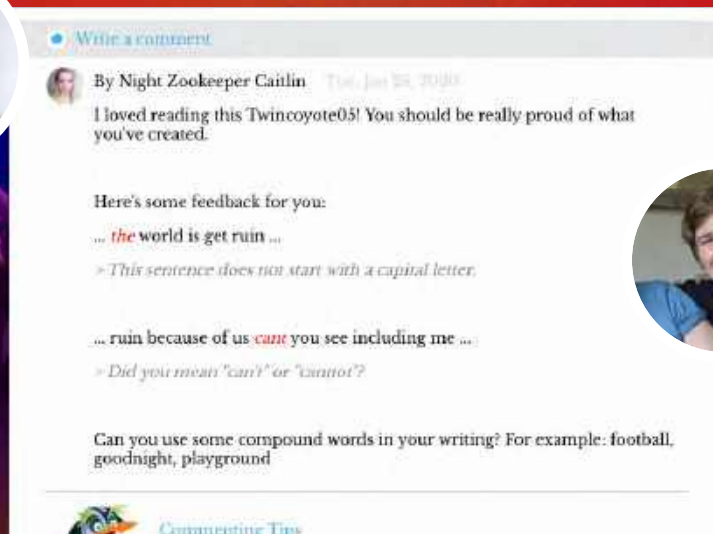 Write a comment
By Night Zookeeper Caitlin
I loved reading this Twincoyote05! You should be really proud of what
you've created.
Here's some feedback for you:
... the world is get ruin ...
> This sentence does not start with a capital letter.
... ruin because of us cant you see including me ...
> Did you mean "can't" or "cannot"?
Can you use some compound words in your writing? For example: football,
goodnight, playground
Commenting Tips